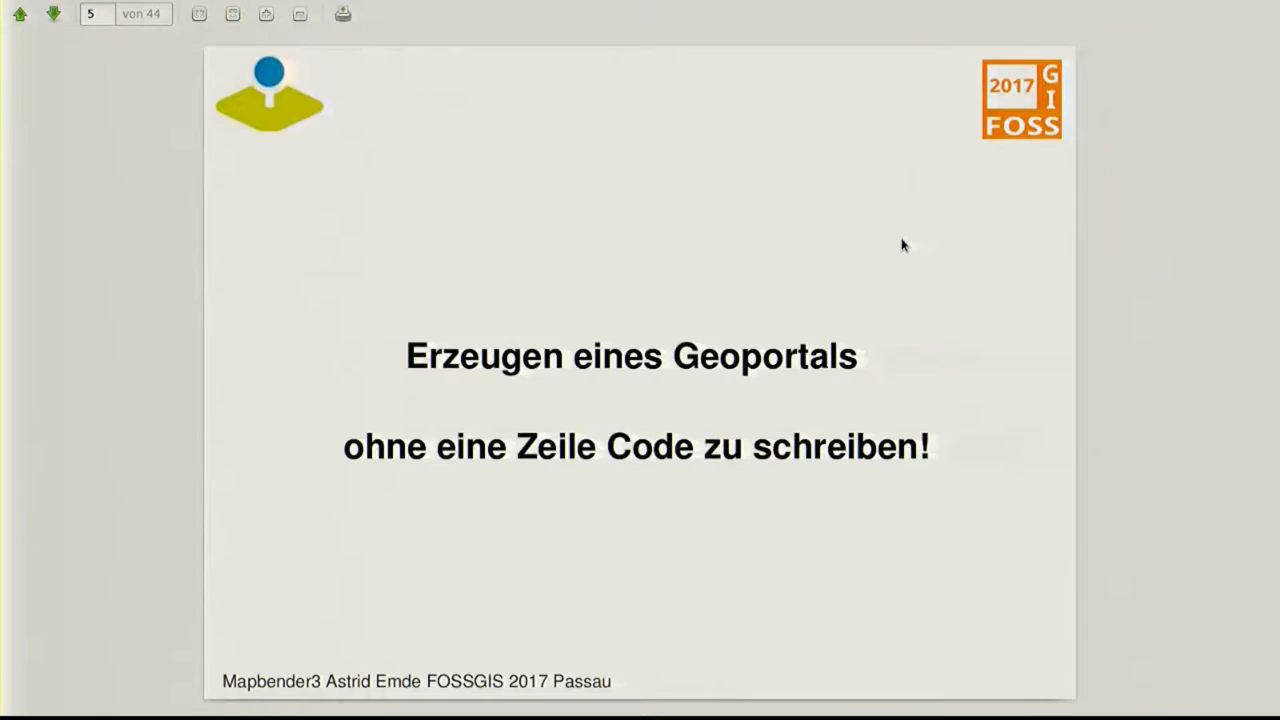 5 von 44
2017 G
I
FOSS
Erzeugen eines Geoportals
ohne eine Zeile Code zu schreiben!
Mapbender3 Astrid Emde FOSSGIS 2017 Passau